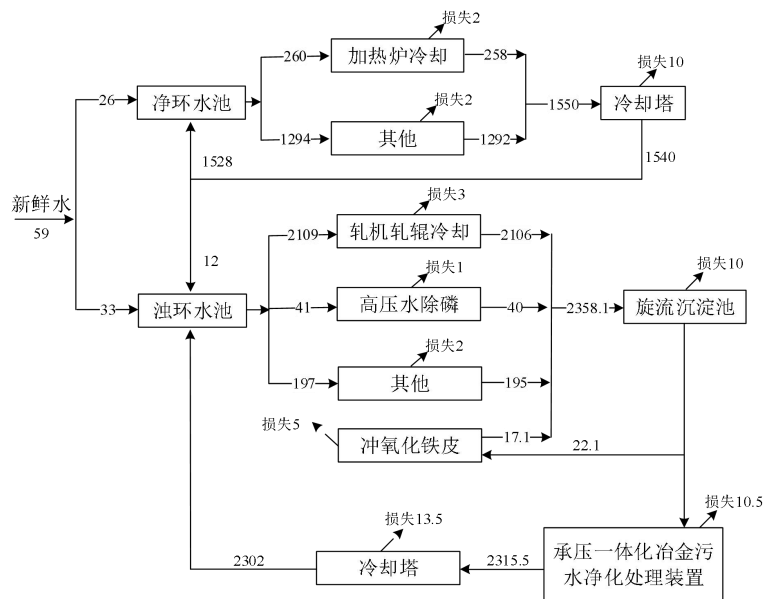 损失2
260
加热炉冷却
258
损失10
26
净环水池
损失2
1550
冷却塔
1294
其他
1292
1528
1540
新鲜水
59
损失3
2109
轧机轧辊冷却
2106
12
损失1
损失10
33
浊环水池
41
高压水除磷
40
2358.1
旋流沉淀池
损失2
197
其他
195
损失5
冲氧化铁皮
17.1
22.1
损失13.5
损失10.5
2302
冷却塔
2315.5
承压一体化冶金污
水净化处理装置